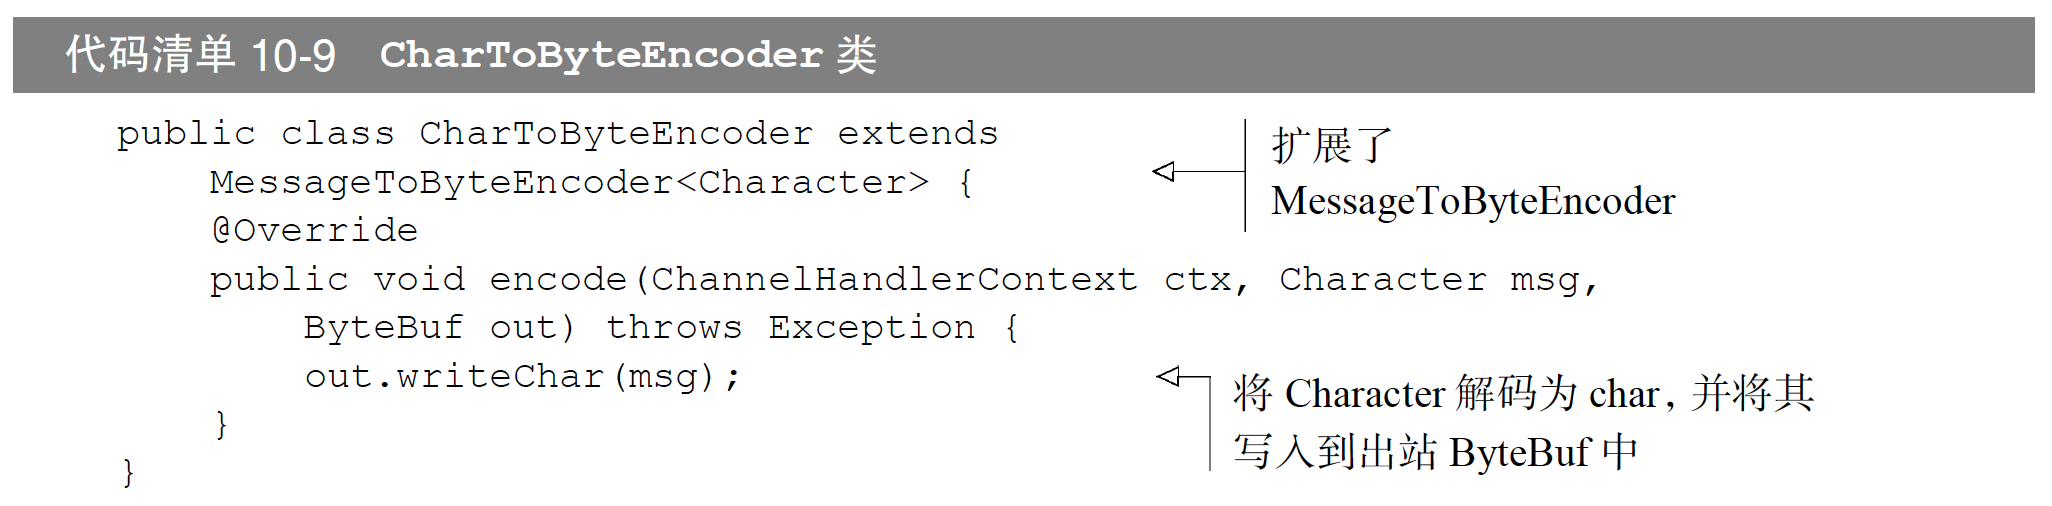 代码清单 10-9 CharToByteEncoder 类
public class CharToByteEncoder extends
MessageToByteEncoder<Character> {
扩展了
MessageToByteEncoder
@Override
public void encode(ChannelHandlerContext ctx, Character msg,
ByteBuf out) throws Exception {
out.writeChar(msg);
将 Character 解码为 char，并将其
写入到出站 ByteBuf 中
}
}